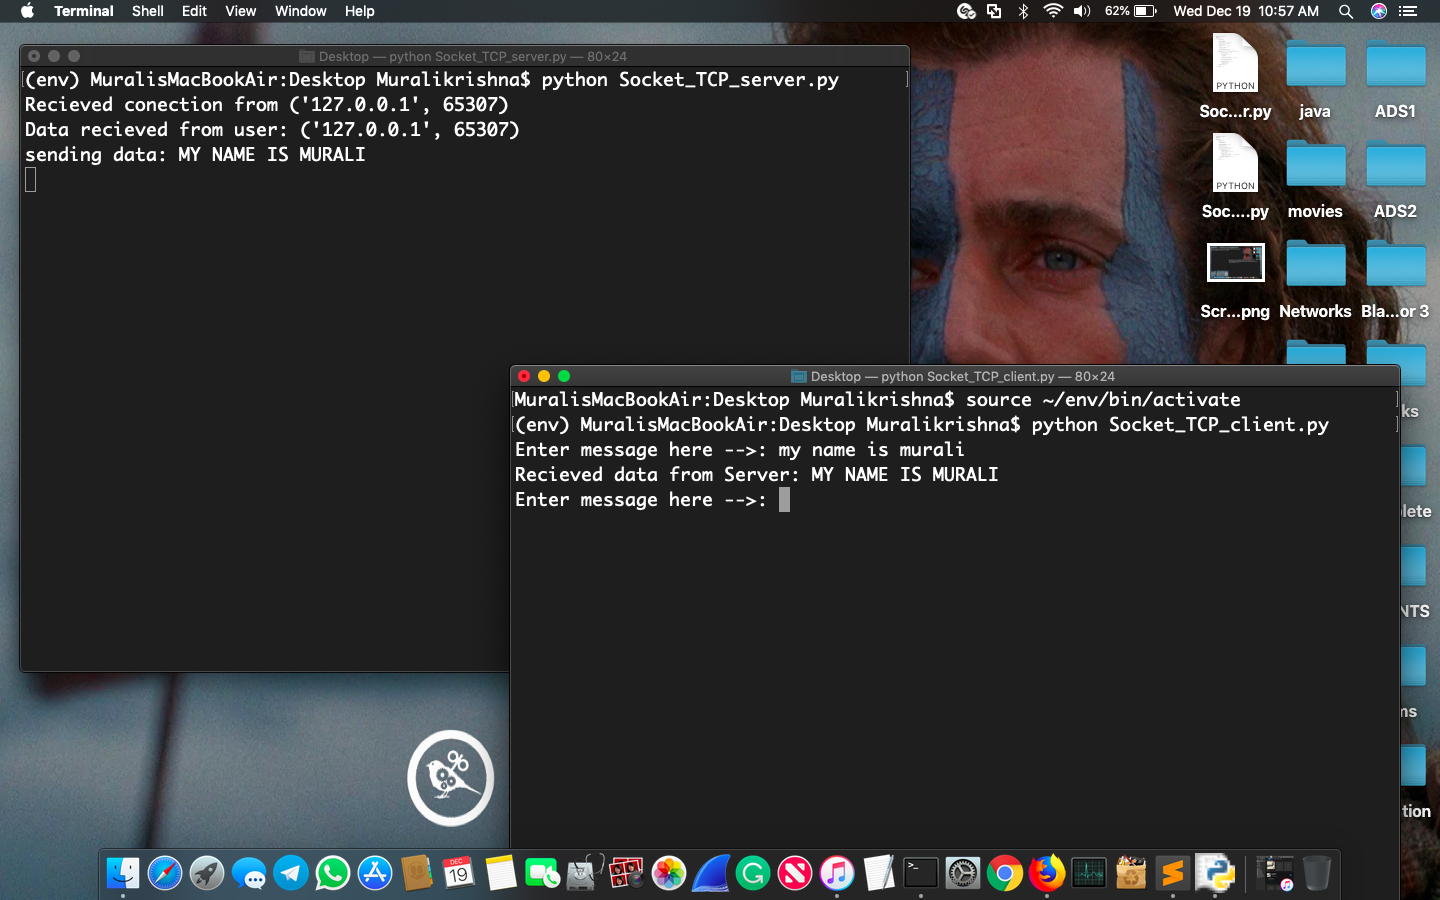 Terminal Shell Edit View Window Help 62% Wed Dec 19 10:57 AM
Desktop — python Socket_TCP_server.py — 80×24
(env) MuralisMacBookAir:Desktop Muralikrishna$ python Socket_TCP_server.py
Recieved conection from ('127.0.0.1', 65307)
Data recieved from user: ('127.0.0.1', 65307)
sending data: MY NAME IS MURALI
Desktop — python Socket_TCP_client.py — 80×24
MuralisMacBookAir:Desktop Muralikrishna$ source ~/env/bin/activate
(env) MuralisMacBookAir:Desktop Muralikrishna$ python Socket_TCP_client.py
Enter message here -->: my name is murali
Recieved data from Server: MY NAME IS MURALI
Enter message here -->:
PYTHON
Soc...r.py java ADS1
PYTHON
Soc....py movies ADS2
Scr...png Networks Bla...or 3
ks
lete
NTS
ms
tion
DEC
19